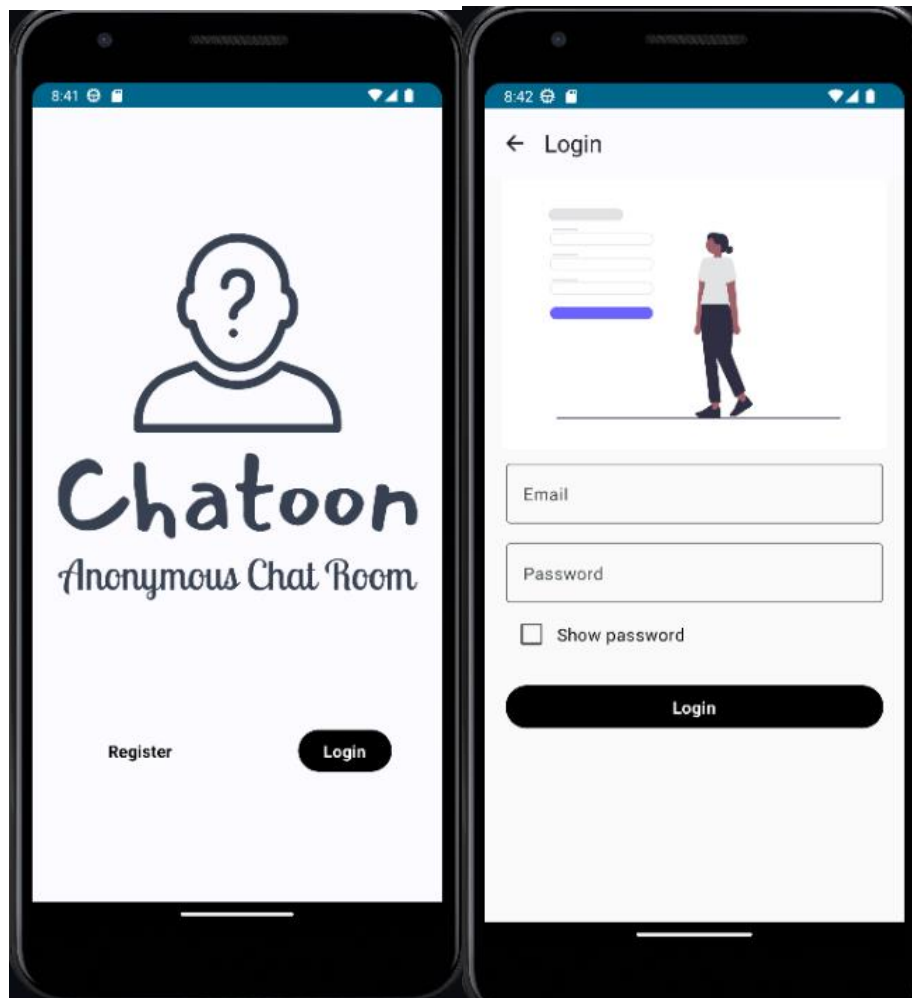 8:41
?
Chatoon
Anonymous Chat Room
Register
Login
8:42
← Login
Email
Password
Show password
Login